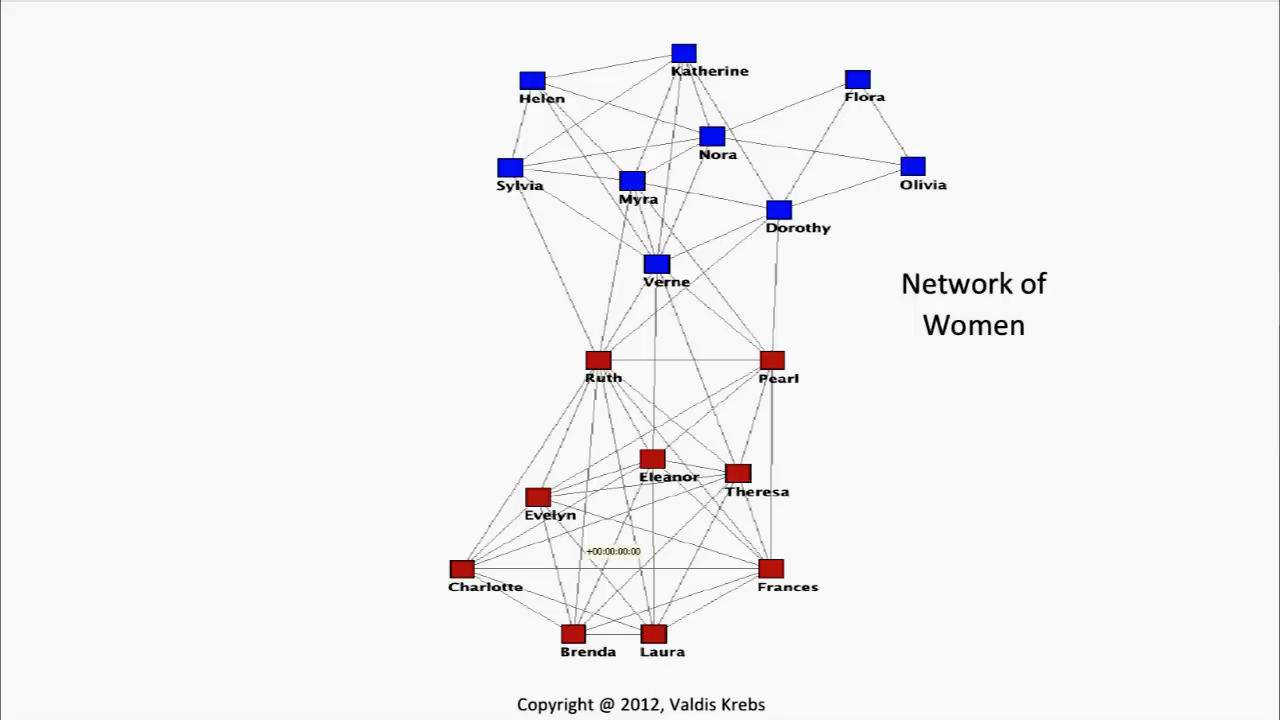 Katherine
Helen
Flora
Nora
Sylvia
Myra
Olivia
Dorothy
Verne
Network of
Women
Ruth
Pearl
Eleanor
Theresa
Evelyn
+00:00:00:00
Charlotte
Frances
Brenda
Laura
Copyright @ 2012, Valdis Krebs